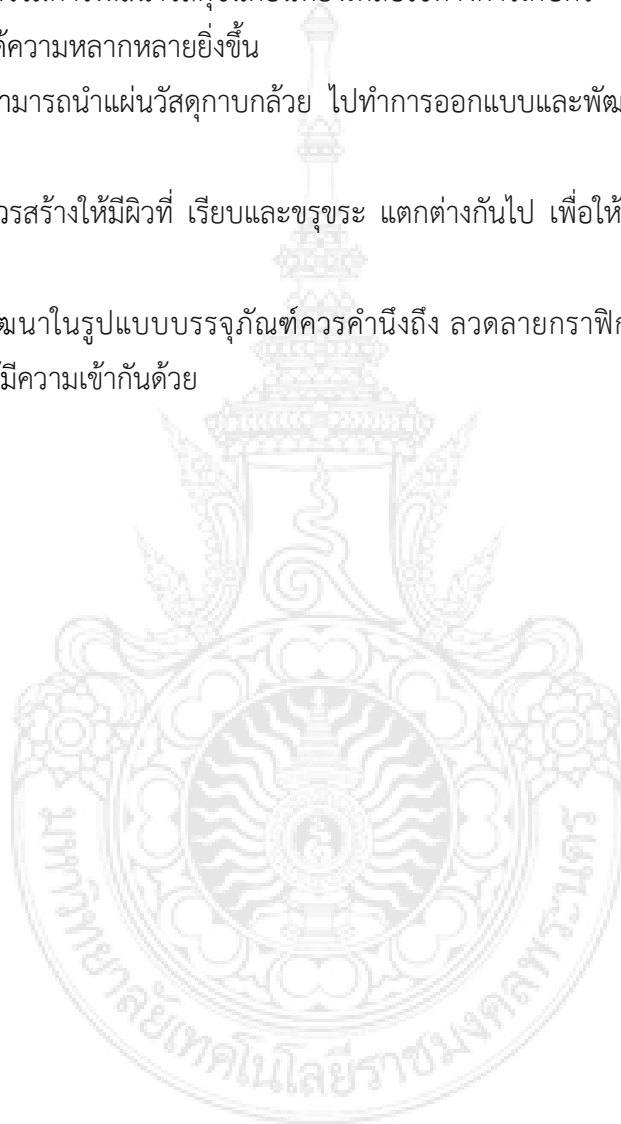 ค้ความหลากหลายยิ่งขึ้น
ามารถนำแผ่นวัสดุกาบกล้วย ไปทำการออกแบบและพัฒ
วรสร้างให้มีผิวที่ เรียบและขรุขระ แตกต่างกันไป เพื่อให้
ฒนาในรูปแบบบรรจุภัณฑ์ควรคำนึงถึง ลวดลายกราฟิก
มีความเข้ากันด้วย
มหาวิทยาลัยเทคโนโลยีราชมงคลพระนคร